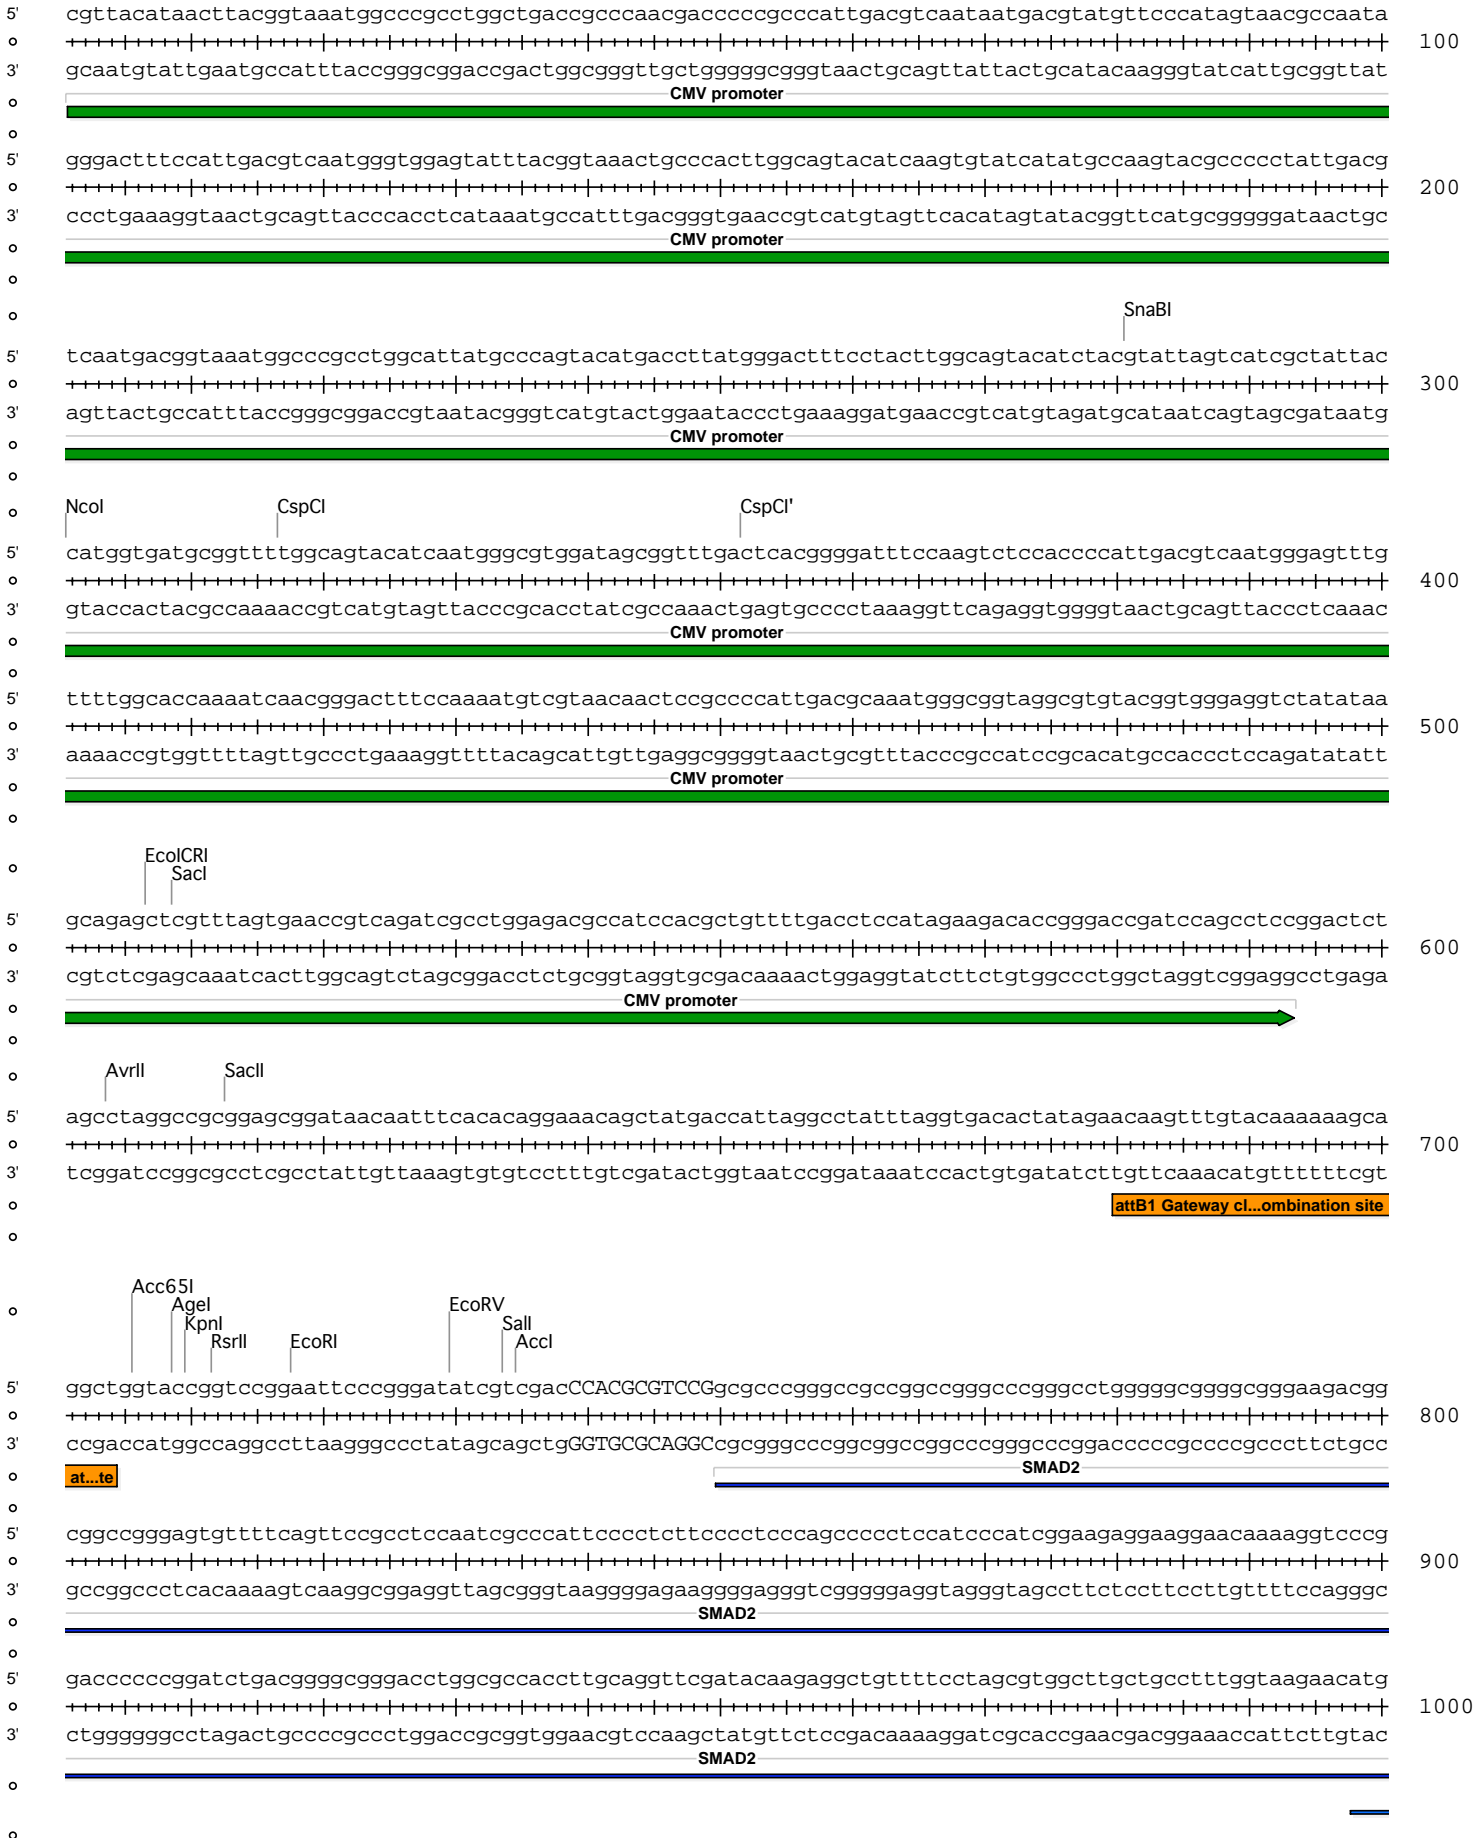 5' cgttacataacttacggtaaatggcccgcctggctgaccgcccaacgacccccgcccattgacgtcaataatgacgtatgttcccatagtaacgccaata
100
3' gcaatgtattgaatgccatttaccgggcggaccgactggcgggttgctgggggcgggtaactgcagttattactgcatacaagggtatcattgcggttat
CMV promoter
5' gggactttccattgacgtcaatgggtggagtatttacggtaaactgcccacttggcagtacatcaagtgtatcatatgccaagtacgccccctattgacg
200
3' ccctgaaaggtaactgcagttacccacctcataaatgccatttgacgggtgaaccgtcatgtagttcacatagtatacggttcatgcgggggataactgc
CMV promoter
SnaBI
5' tcaatgacggtaaatggcccgcctggcattatgcccagtacatgaccttatgggactttcctacttggcagtacatctacgtattagtcatcgctattac
300
3' agttactgccatttaccgggcggaccgtaatacgggtcatgtactggaataccctgaaaggatgaaccgtcatgtagatgcataatcagtagcgataatg
CMV promoter
NcoI CspCI CspCI'
5' catggtgatgcggttttggcagtacatcaatgggcgtggatagcggtttgactcacggggatttccaagtctccaccccattgacgtcaatgggagtttg
400
3' gtaccactacgccaaaaccgtcatgtagttacccgcacctatcgccaaactgagtgcccctaaaggttcagaggtggggtaactgcagttaccctcaaac
CMV promoter
5' ttttggcaccaaaatcaacgggactttccaaaatgtcgtaacaactccgccccattgacgcaaatgggcggtaggcgtgtacggtgggaggtctatataa
500
3' aaaaccgtggttttagttgccctgaaaggttttacagcattgttgaggcggggtaactgcgtttacccgccatccgcacatgccaccctccagatatatt
CMV promoter
EcoICRI
SacI
5' gcagagctcgtttagtgaaccgtcagatcgcctggagacgccatccacgctgttttgacctccatagaagacaccgggaccgatccagcctccggactct
600
3' cgtctcgagcaaatcacttggcagtctagcggacctctgcggtaggtgcgacaaaactggaggtatcttctgtggccctggctaggtcggaggcctgaga
CMV promoter
AvrII SacII
5' agcctaggccgcggagcggataacaatttcacacaggaaacagctatgaccattaggcctatttaggtgacactatagaacaagtttgtacaaaaaagca
700
3' tcggatccggcgcctcgcctattgttaaagtgtgtcctttgtcgatactggtaatccggataaatccactgtgatatcttgttcaaacatgttttttcgt
attB1 Gateway cl...ombination site
Acc65I
AgeI EcoRV
KpnI SalI
RsrII EcoRI AccI
5' ggctggtaccggtccggaattcccgggatatcgtcgacCCACGCGTCCGgcgcccgggccgccggccgggcccgggcctgggggcggggcgggaagacgg
800
3' ccgaccatggccaggccttaagggccctatagcagctgGGTGCGCAGGCcgcgggcccggcggccggcccgggcccggacccccgccccgcccttctgcc
at...te SMAD2
5' cggccgggagtgttttcagttccgcctccaatcgcccattcccctcttcccctcccagccccctccatcccatcggaagaggaaggaacaaaaggtcccg
900
3' gccggccctcacaaaagtcaaggcggaggttagcgggtaaggggagaaggggagggtcgggggaggtagggtagccttctccttccttgttttccagggc
SMAD2
5' gaccccccggatctgacggggcgggacctggcgccaccttgcaggttcgatacaagaggctgttttcctagcgtggcttgctgcctttggtaagaacatg
1000
3' ctggggggcctagactgccccgccctggaccgcggtggaacgtccaagctatgttctccgacaaaaggatcgcaccgaacgacggaaaccattcttgtac
SMAD2